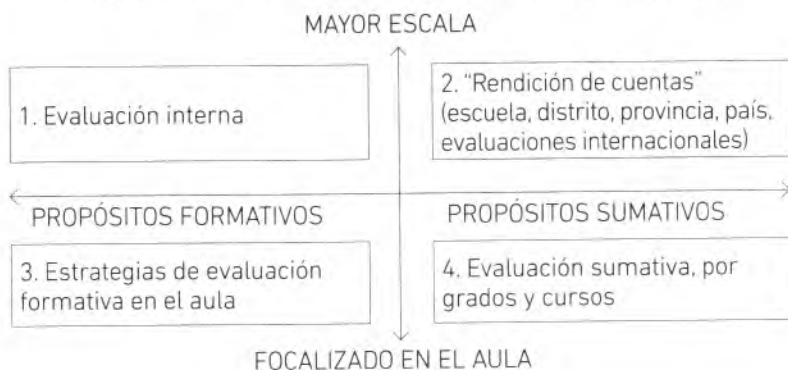 MAYOR ESCALA
1. Evaluación interna
2. "Rendición de cuentas"
(escuela, distrito, provincia, país,
evaluaciones internacionales)
PROPÓSITOS FORMATIVOS
PROPÓSITOS SUMATIVOS
3. Estrategias de evaluación
formativa en el aula
4. Evaluación sumativa, por
grados y cursos
FOCALIZADO EN EL AULA